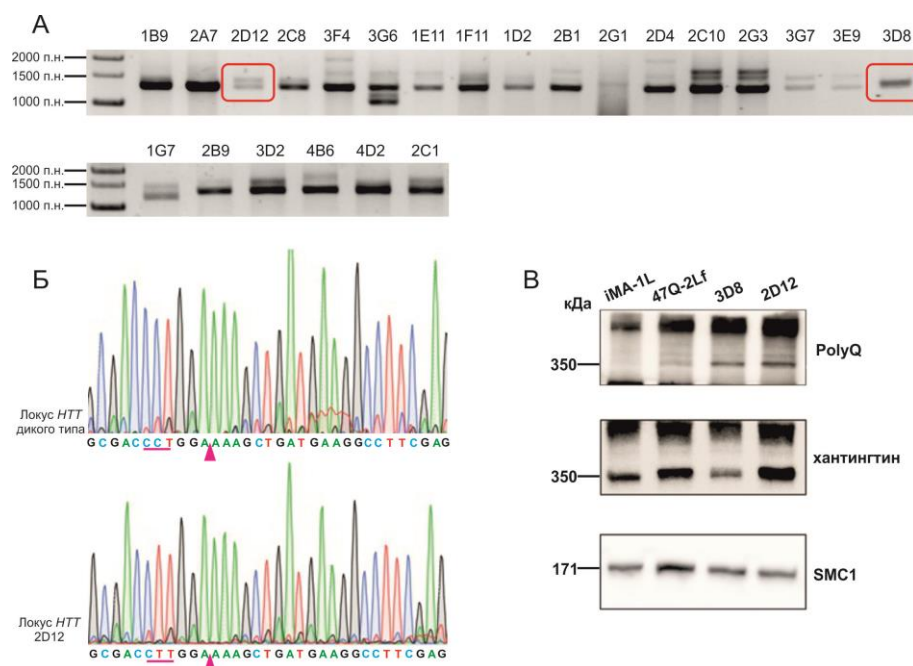 А
1B9 2A7 2D12 2C8 3F4 3G6 1E11 1F11 1D2 2B1 2G1 2D4 2C10 2G3 3G7 3E9 3D8
2000 п.н.
1500 п.н.
1000 п.н.
1G7 2B9 3D2 4B6 4D2 2C1
2000 п.н.
1500 п.н.
1000 п.н.
Б
Локус HTT
дикого типа
GCGACCCTGGAAAAGCTGATGAAGGCCTTCGAG
Локус HTT
2D12
GCGACCTTGGAAAAGCTGATGAAGGCCTTCGAG
В
кДа
iMA-1L 47Q-2Lf 3D8 2D12
350
PolyQ
350
хантингтин
171
SMC1